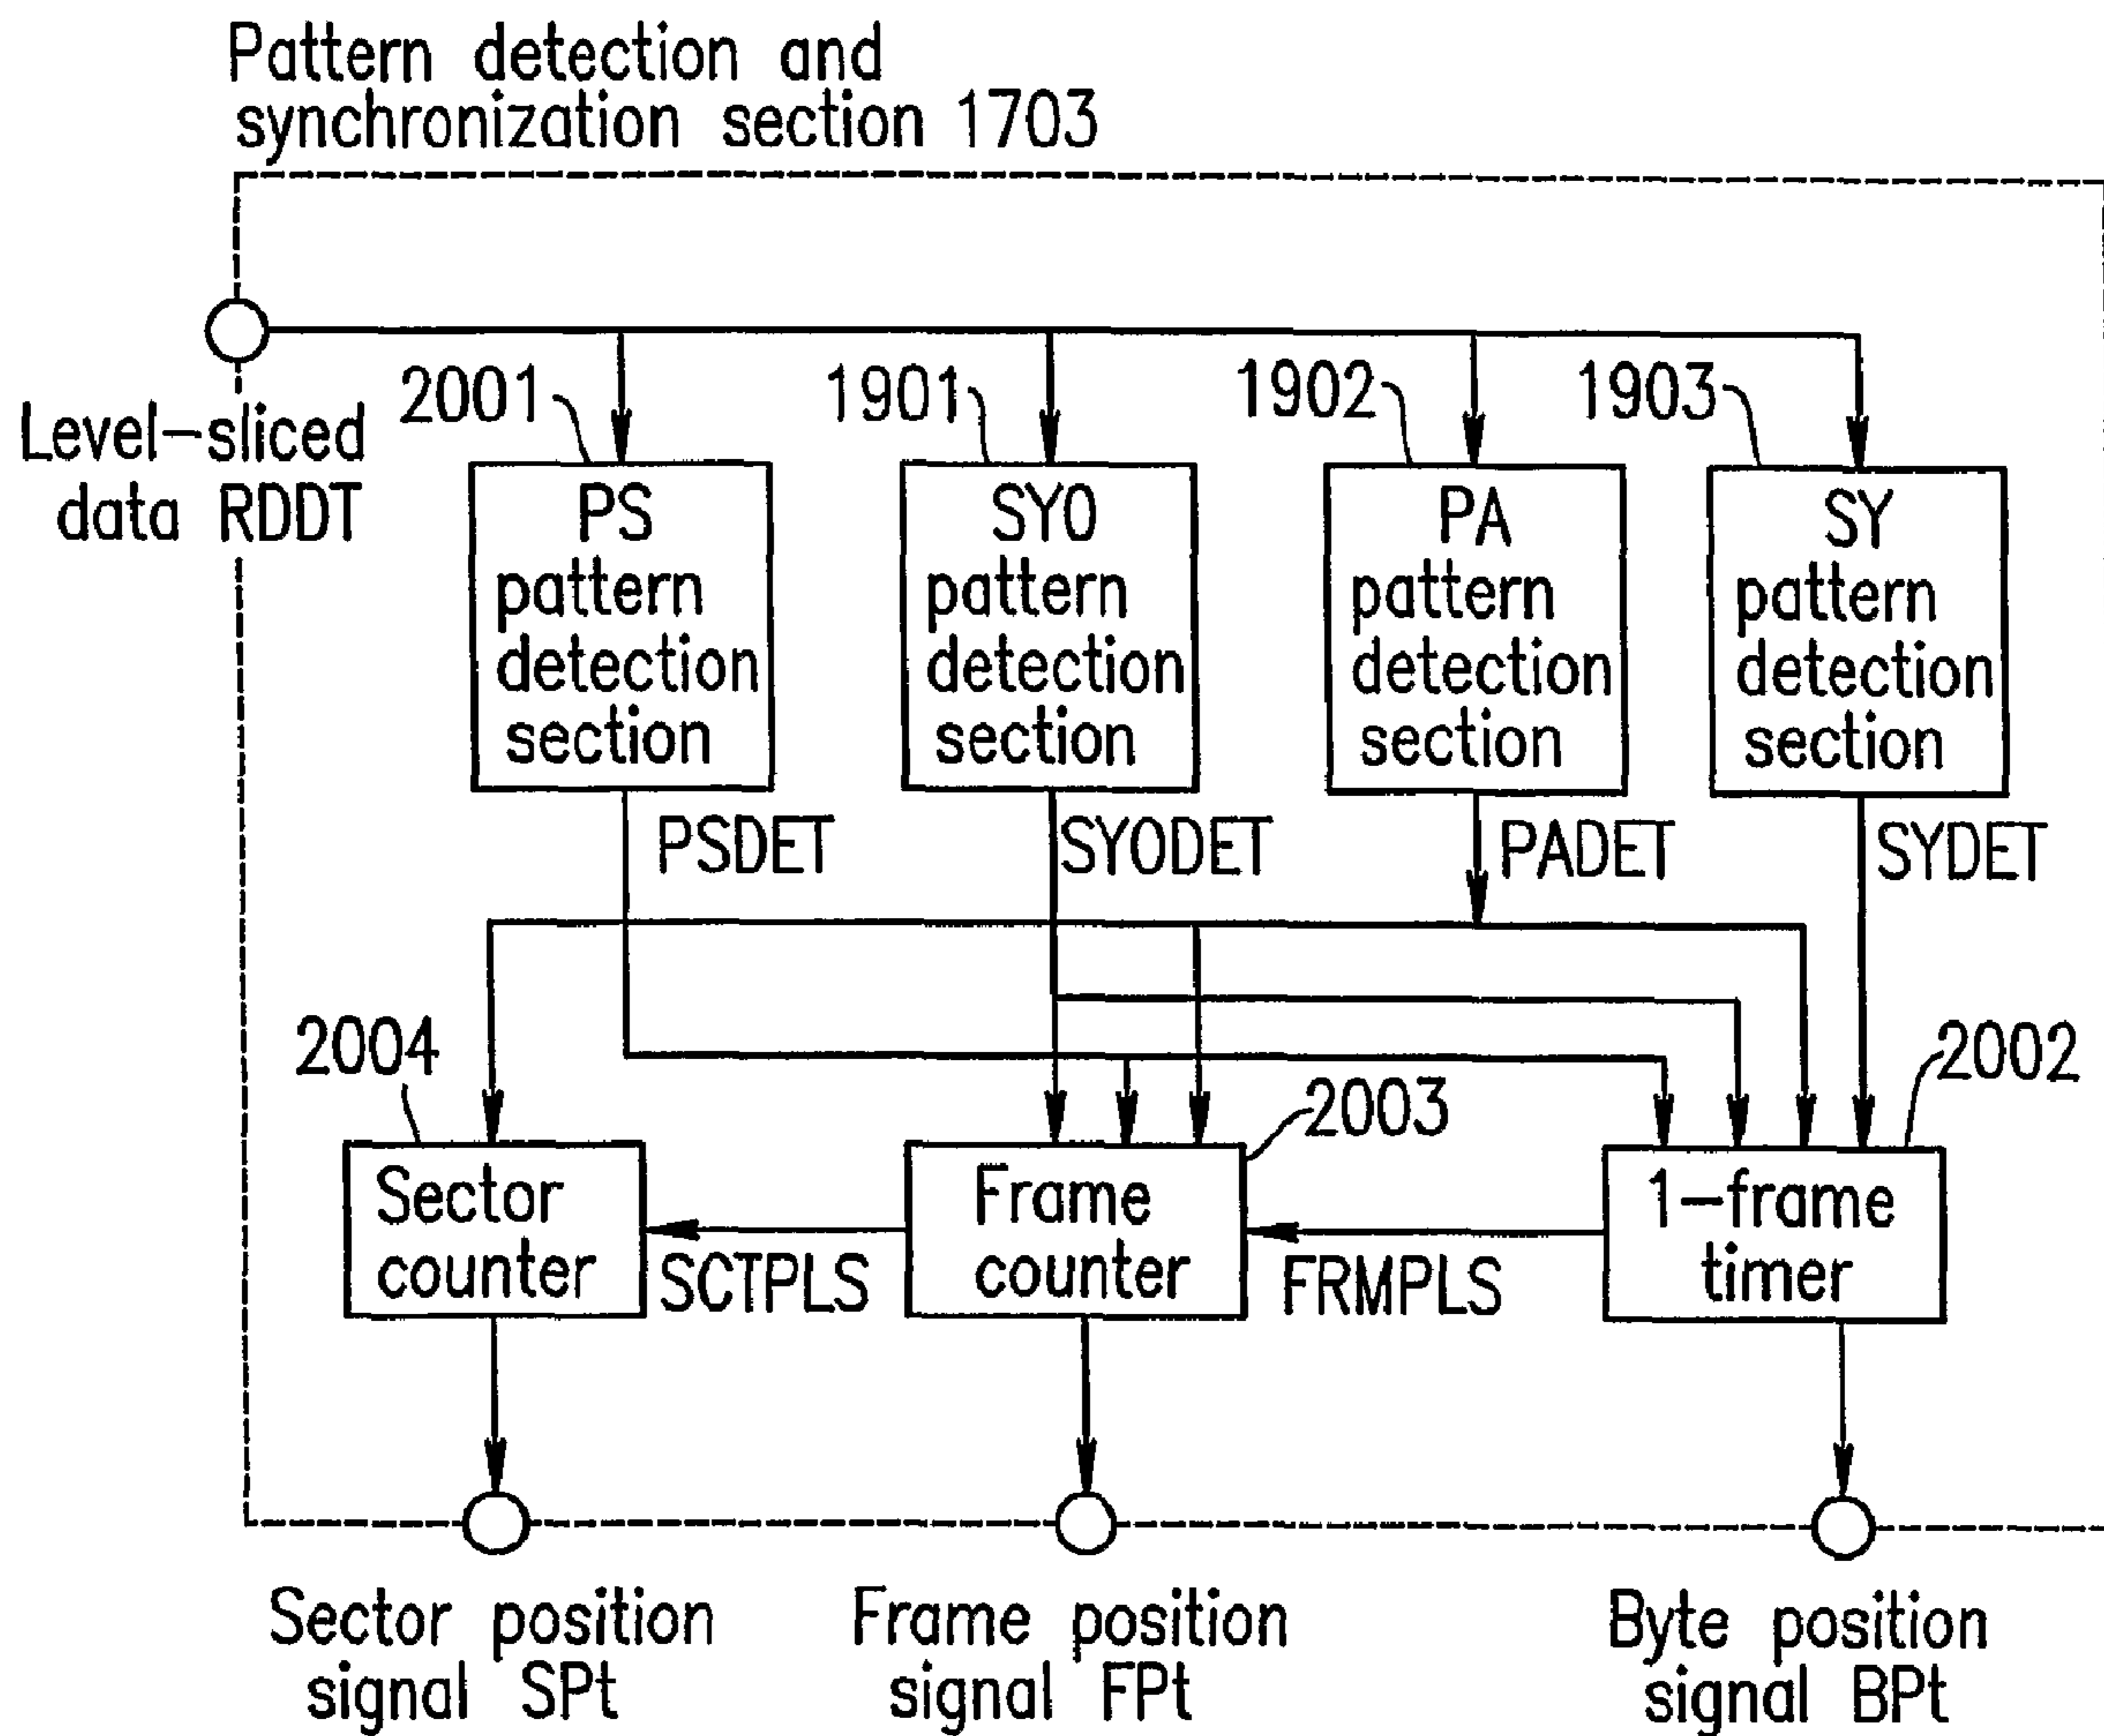 Pattern detection and
synchronization section 1703
Level-sliced
data RDDT
2001
1901
1902
1903
PS
pattern
detection
section
SY0
pattern
detection
section
PA
pattern
detection
section
SY
pattern
detection
section
PSDET
SY0DET
PADET
SYDET
2004
2003
2002
Sector
counter
SCTPLS
Frame
counter
FRMPLS
1-frame
timer
Sector position
signal SPt
Frame position
signal FPt
Byte position
signal BPt